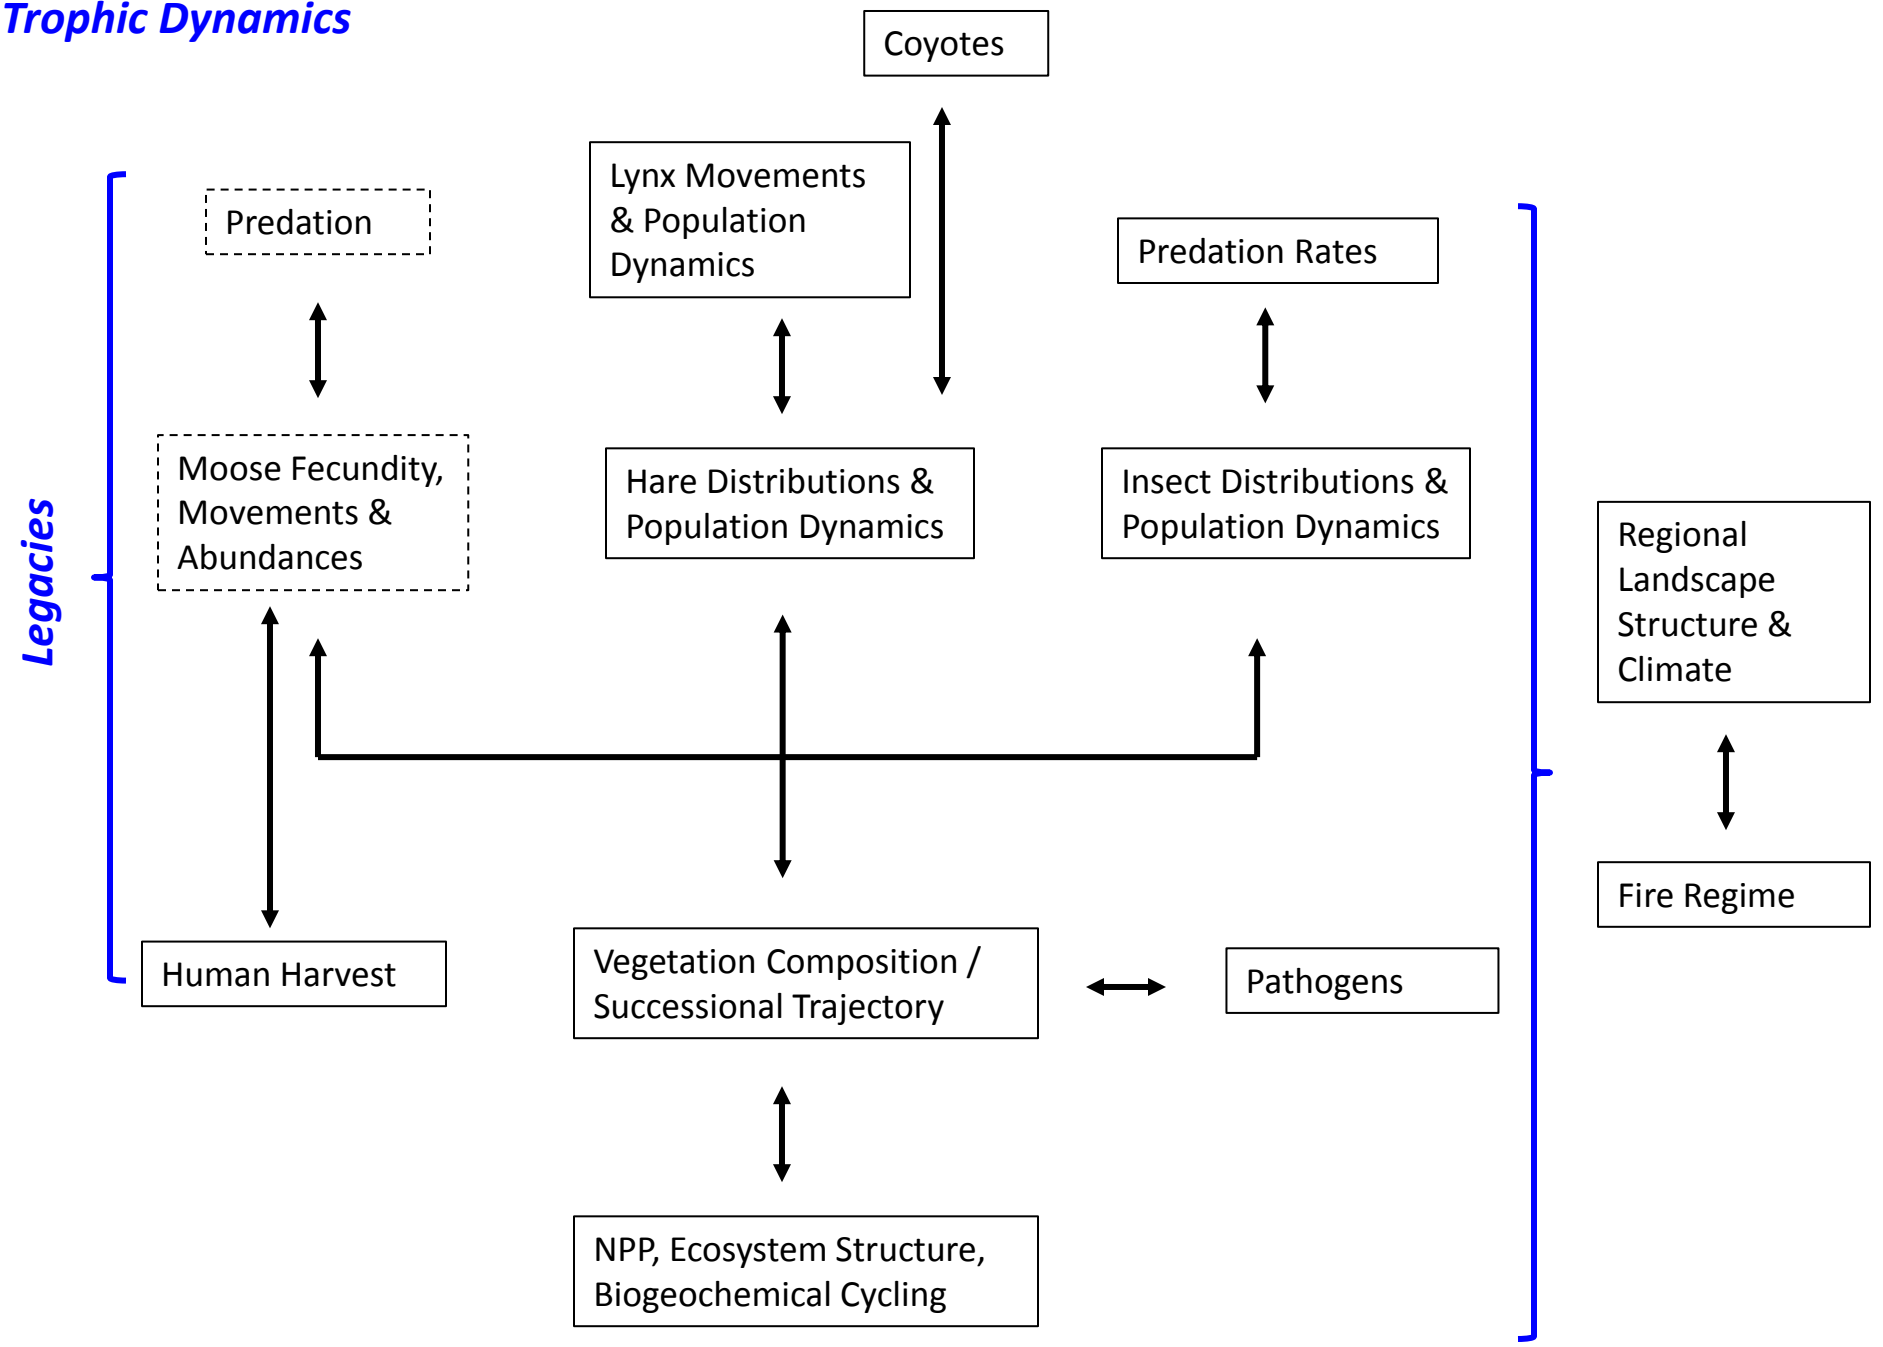 Trophic Dynamics
Coyotes
Lynx Movements
& Population
Dynamics
Predation
Predation Rates
Legacies
Moose Fecundity,
Movements &
Abundances
Hare Distributions &
Population Dynamics
Insect Distributions &
Population Dynamics
Regional
Landscape
Structure &
Climate
Fire Regime
Human Harvest
Vegetation Composition /
Successional Trajectory
Pathogens
NPP, Ecosystem Structure,
Biogeochemical Cycling